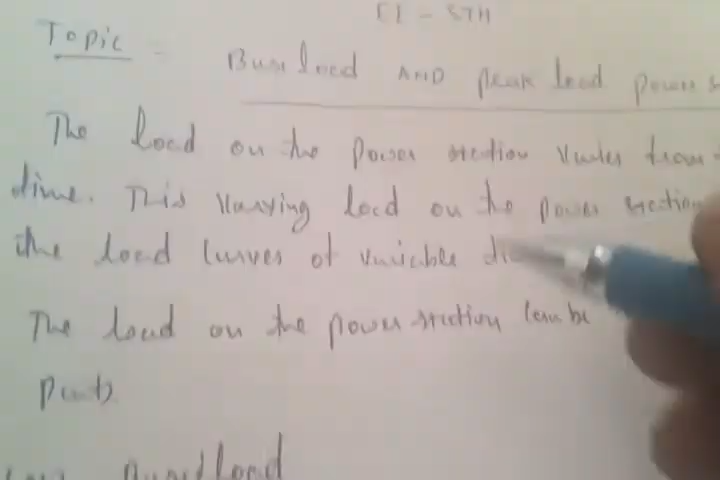 EE - 5TH
Topic - Base load AND peak load power s
The load on the power station varies from
time. This varying load on the power station
the load curves of variable
The load on the power station can be
parts.
load